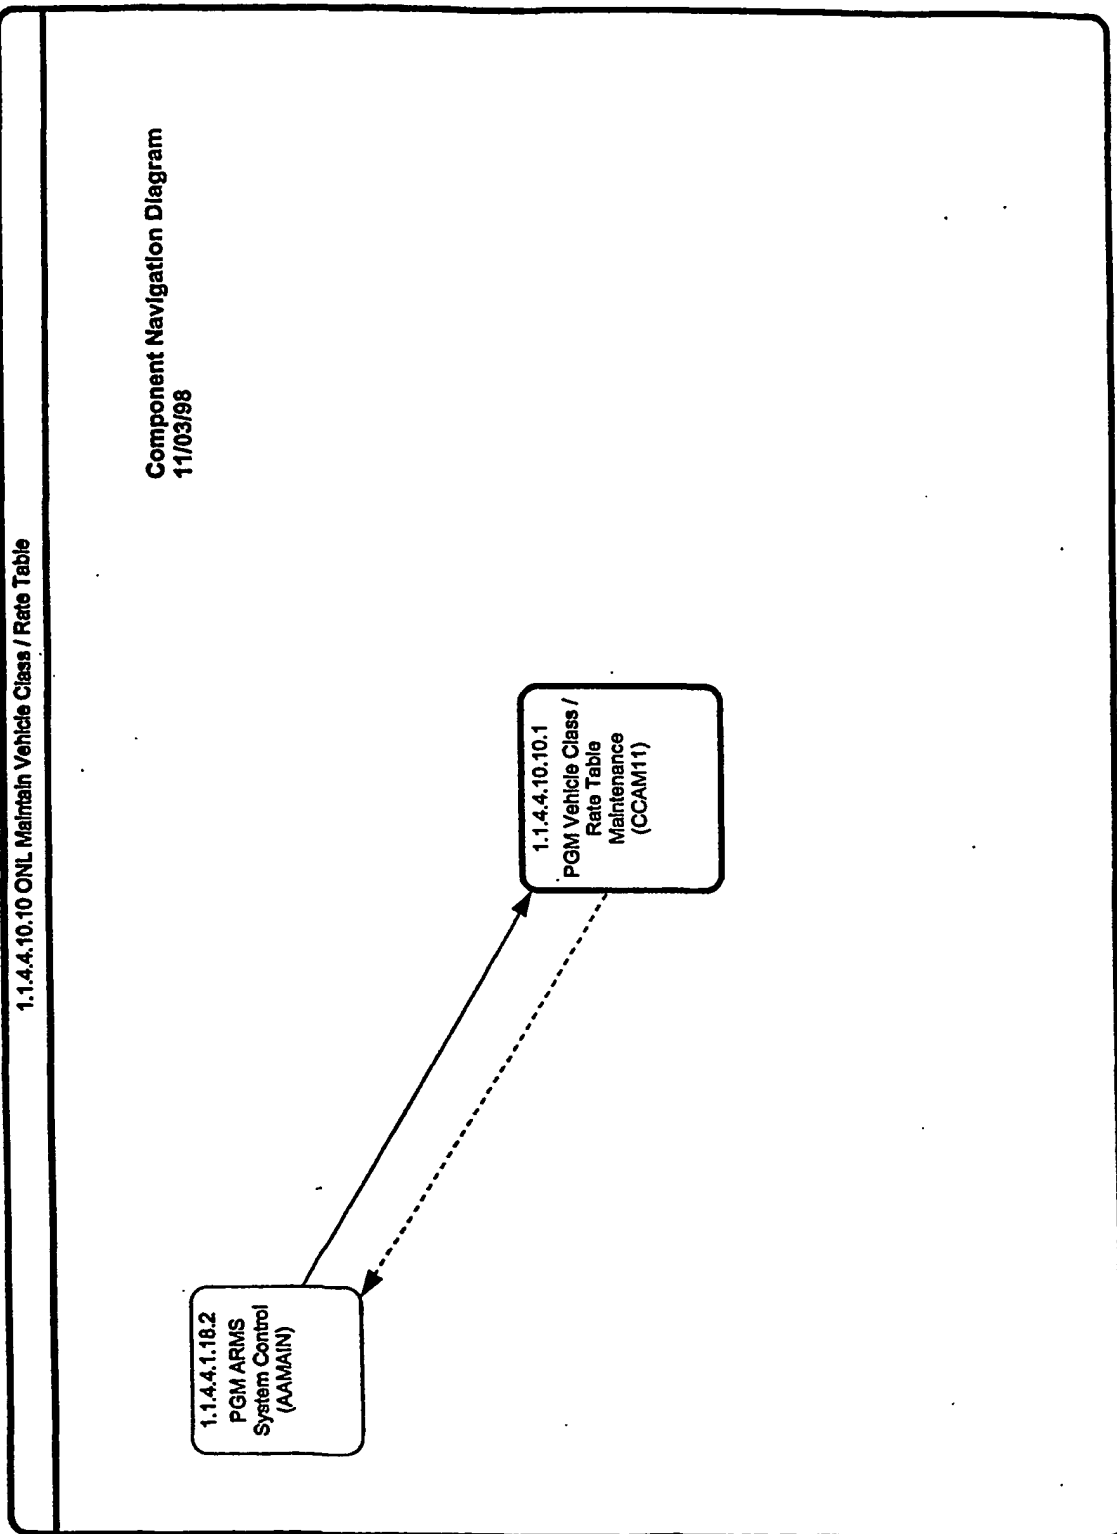 1.1.4.4.10.10 ONL Maintain Vehicle Class / Rate Table
Component Navigation Diagram
11/03/98
1.1.4.4.1.18.2
PGM ARMS
System Control
(AAMAIN)
1.1.4.4.10.10.1
PGM Vehicle Class /
Rate Table
Maintenance
(CCAM11)